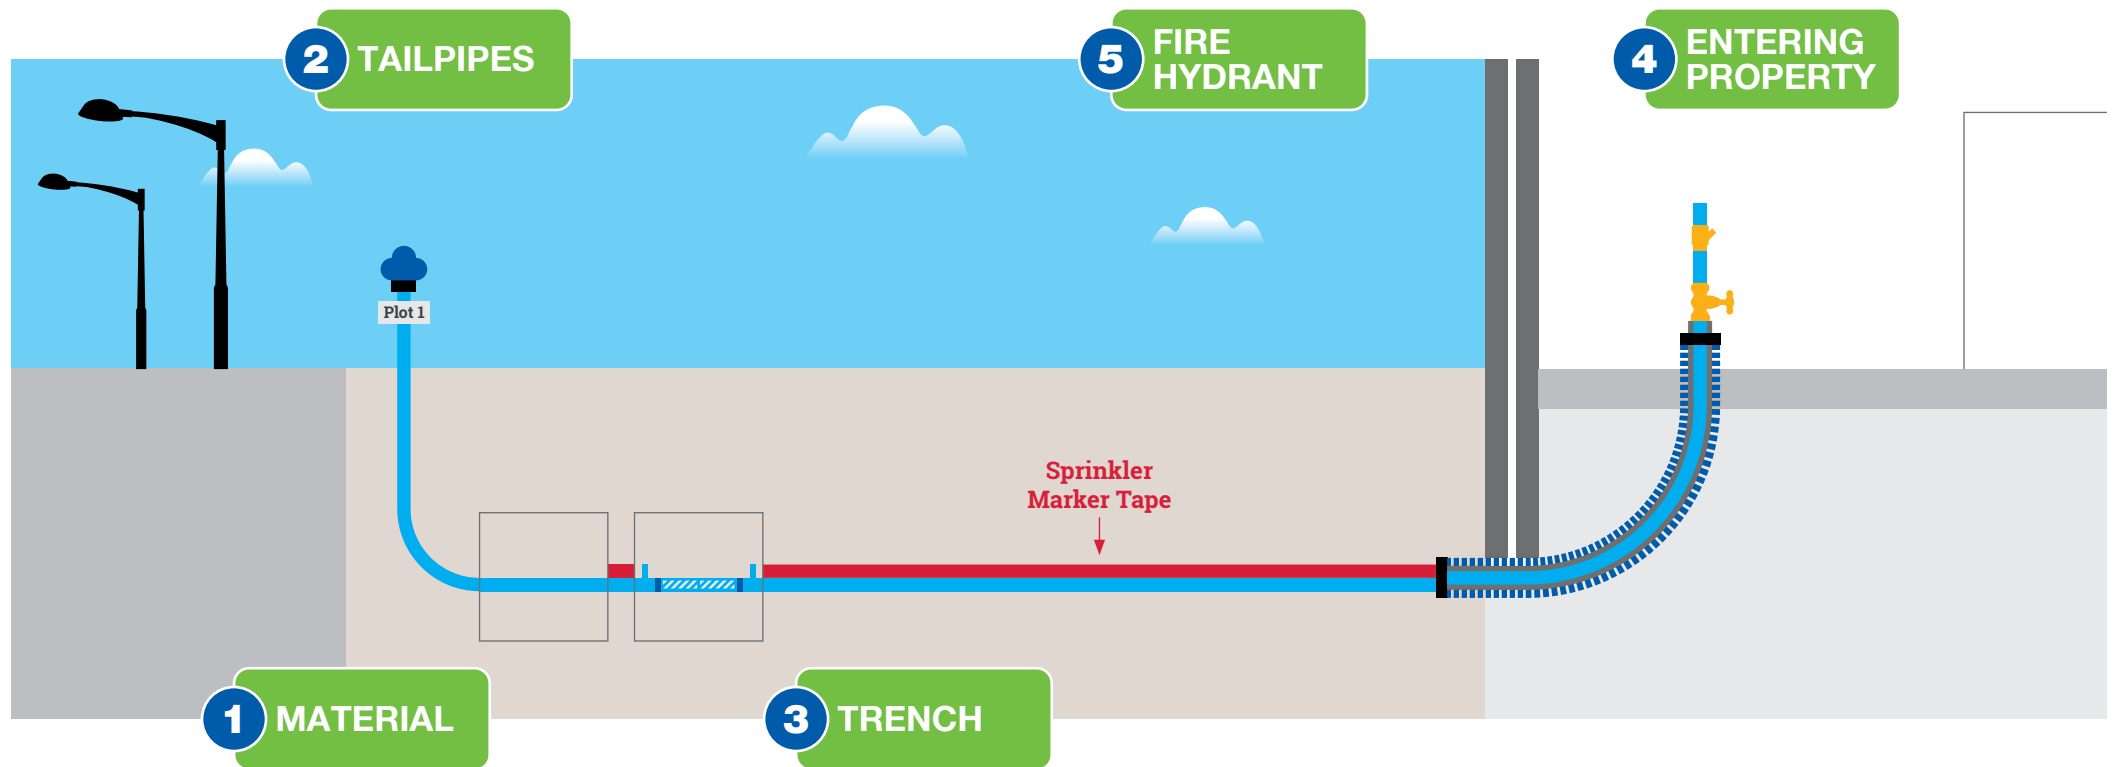 2 TAILPIPES
5 FIRE
HYDRANT
4 ENTERING
PROPERTY
Plot 1
Sprinkler
Marker Tape
1 MATERIAL
3 TRENCH